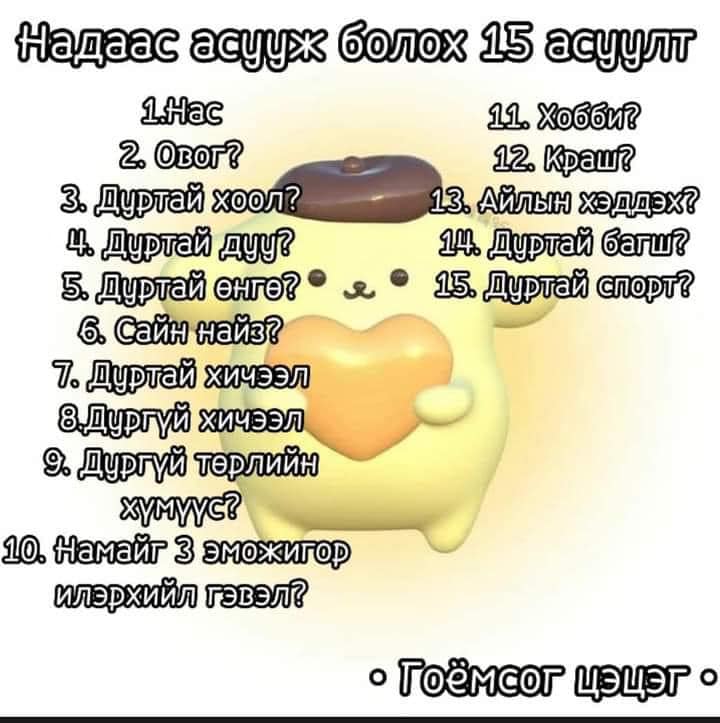 Надаас асууж болох 15 асуулт
1.Нас
2. Овог?
3. Дуртай хоол?
4. Дуртай дуу?
5. Дуртай өнгө?
6. Сайн найз?
7. Дуртай хичээл
8.Дургүй хичээл
9. Дургүй төрлийн
хүмүүс?
10. Намайг 3 эможигор
илэрхийл гэвэл?
11. Хобби?
12. Краш?
13. Айлын хэддэх?
14. Дуртай багш?
15. Дуртай спорт?
• Гоёмсог цэцэг •